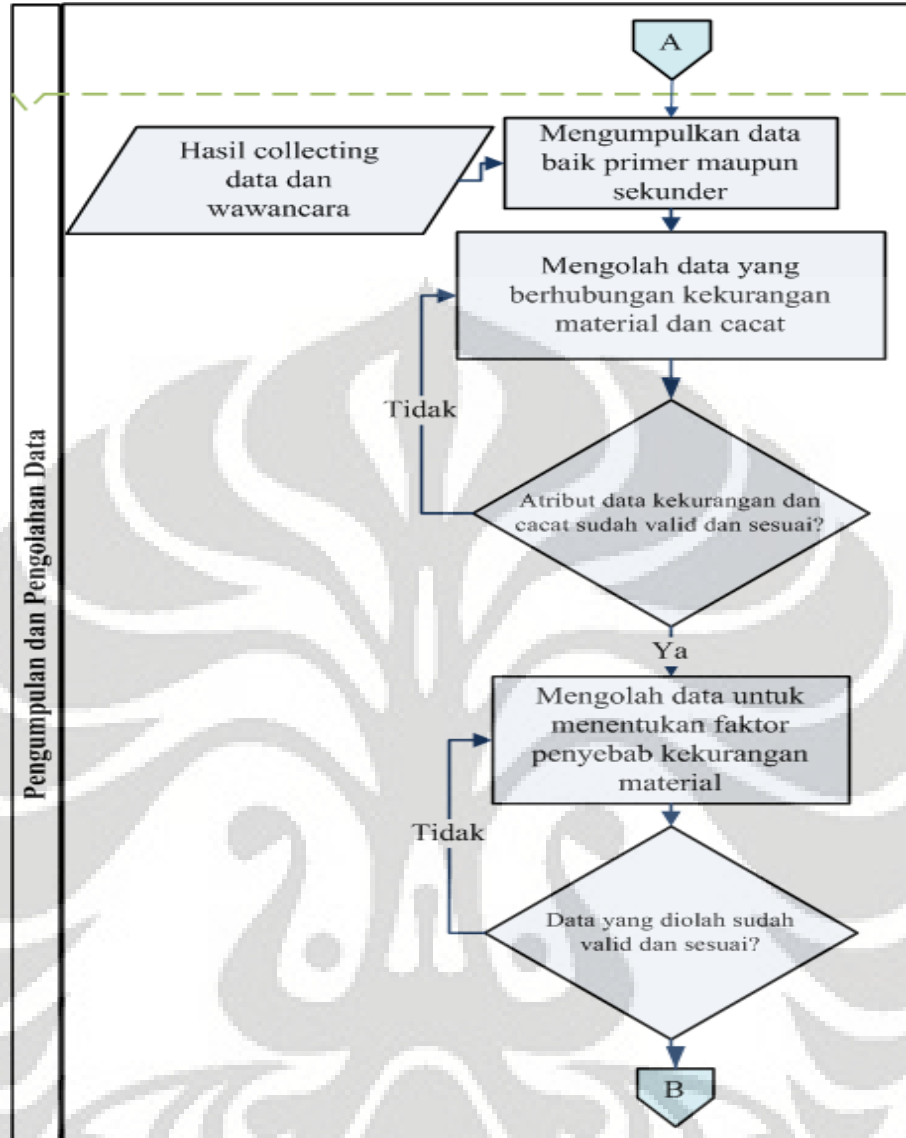 A
Hasil collecting
data dan
wawancara
Mengumpulkan data
baik primer maupun
sekunder
Mengolah data yang
berhubungan kekurangan
material dan cacat
Tidak
Atribut data kekurangan dan
cacat sudah valid dan sesuai?
Ya
Mengolah data untuk
menentukan faktor
penyebab kekurangan
material
Tidak
Data yang diolah sudah
valid dan sesuai?
B
Pengumpulan dan Pengolahan Data